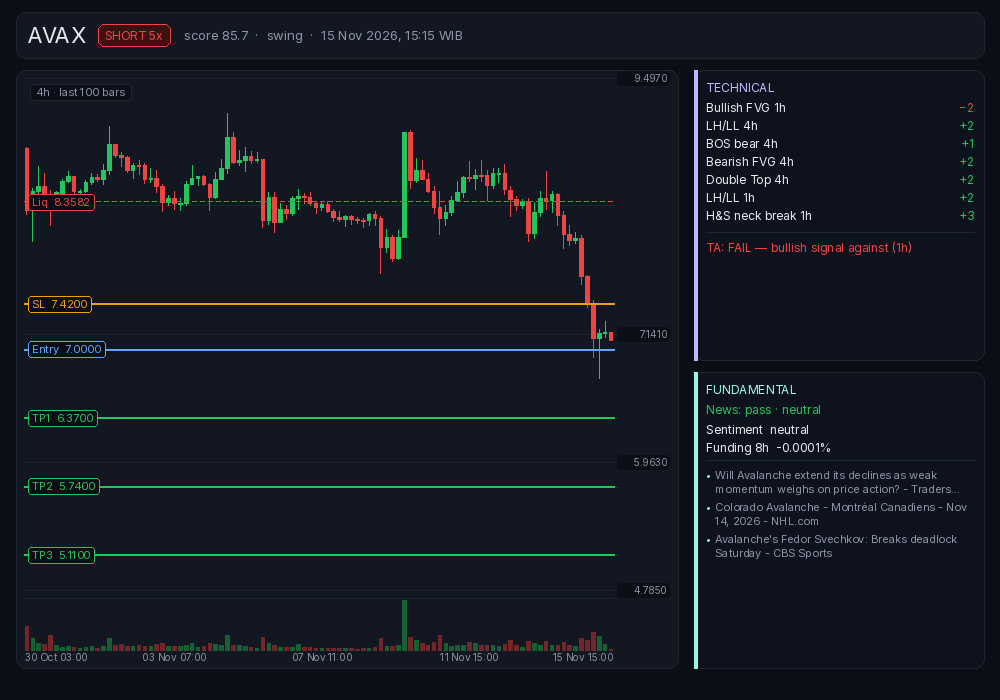 AVAX SHORT 5x score 85.7 · swing · 15 Nov 2026, 15:15 WIB
4h · last 100 bars
9.4970
Liq 8.3582
SL 7.4200
7.1410
Entry 7.0000
TP1 6.3700
5.9630
TP2 5.7400
TP3 5.1100
4.7850
30 Oct 03:00 03 Nov 07:00 07 Nov 11:00 11 Nov 15:00 15 Nov 15:00
TECHNICAL
Bullish FVG 1h −2
LH/LL 4h +2
BOS bear 4h +1
Bearish FVG 4h +2
Double Top 4h +2
LH/LL 1h +2
H&S neck break 1h +3
TA: FAIL — bullish signal against (1h)
FUNDAMENTAL
News: pass · neutral
Sentiment neutral
Funding 8h -0.0001%
• Will Avalanche extend its declines as weak
momentum weighs on price action? - Traders…
• Colorado Avalanche - Montréal Canadiens - Nov
14, 2026 - NHL.com
• Avalanche's Fedor Svechkov: Breaks deadlock
Saturday - CBS Sports